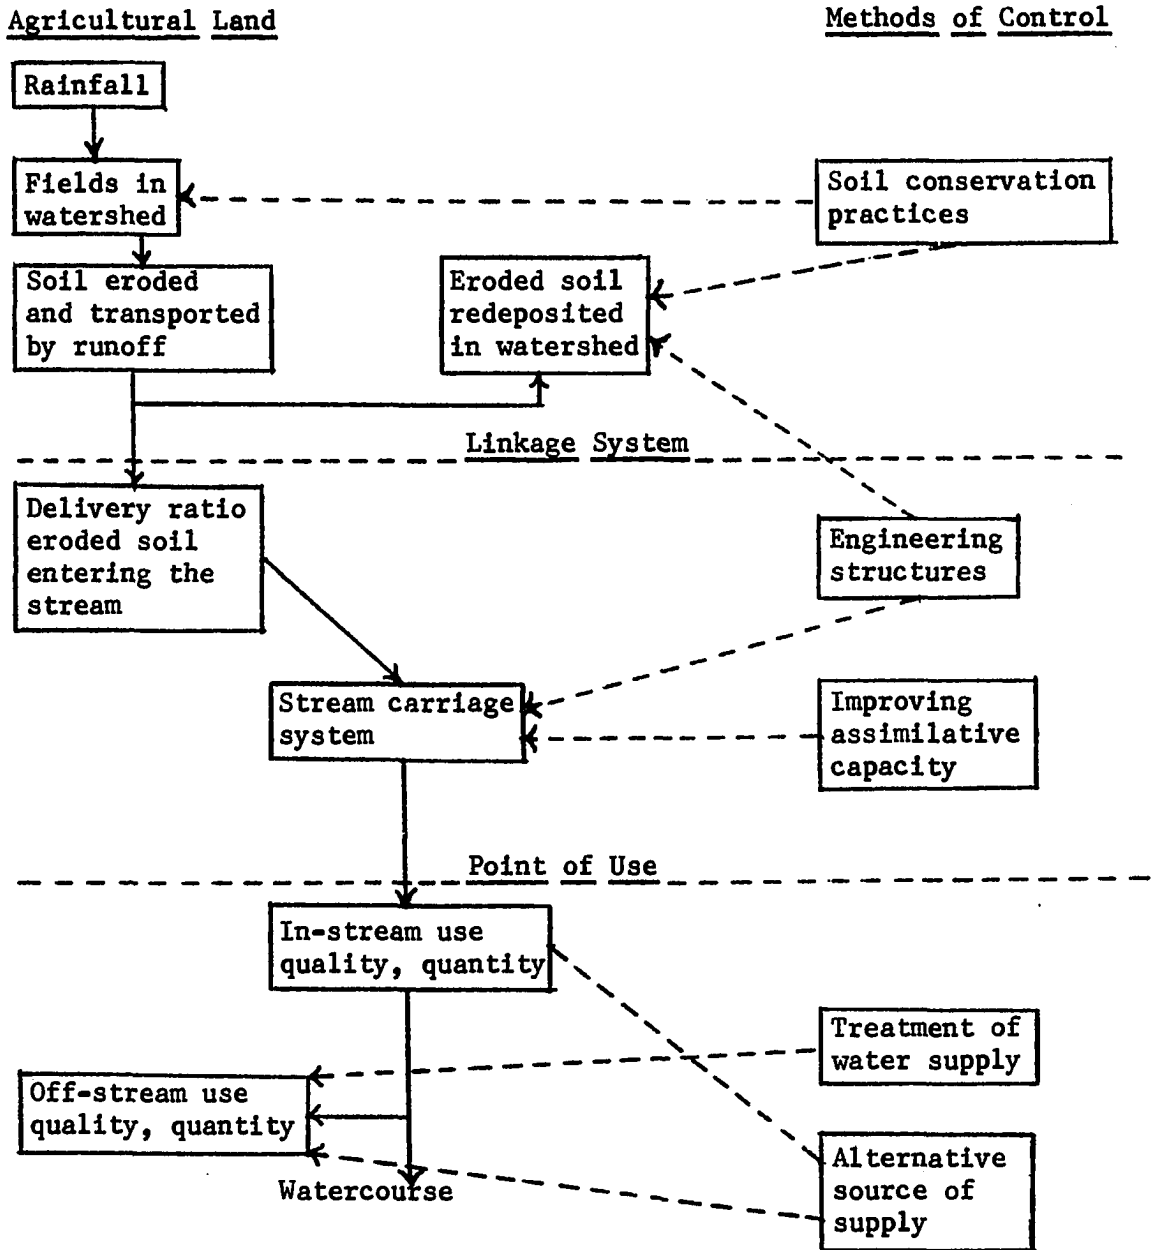 Agricultural Land
Methods of Control
Rainfall
Fields in
watershed
Soil conservation
practices
Soil eroded
and transported
by runoff
Eroded soil
redeposited
in watershed
Linkage System
Delivery ratio
eroded soil
entering the
stream
Engineering
structures
Stream carriage
system
Improving
assimilative
capacity
Point of Use
In-stream use
quality, quantity
Treatment of
water supply
Off-stream use
quality, quantity
Alternative
source of
supply
Watercourse